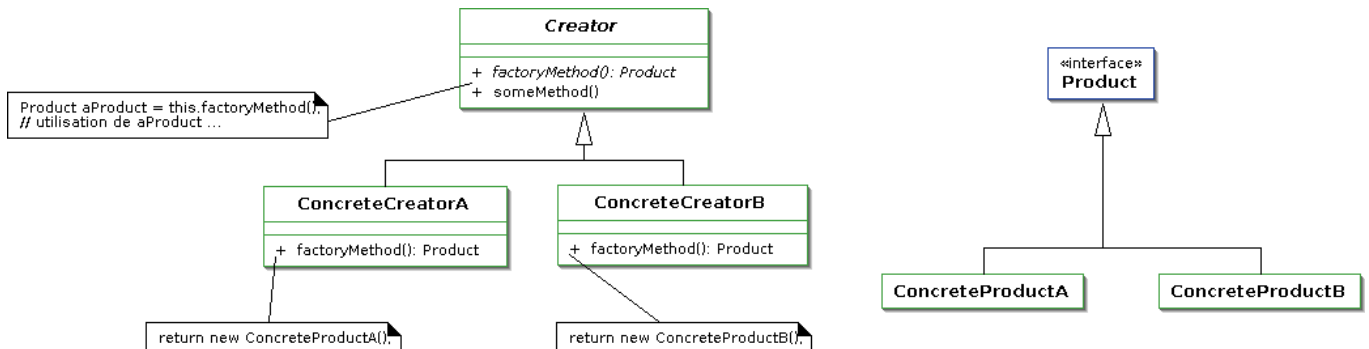 Creator
+ factoryMethod(): Product
+ someMethod()
Product aProduct = this.factoryMethod();
// utilisation de aProduct ...
ConcreteCreatorA
+ factoryMethod(): Product
ConcreteCreatorB
+ factoryMethod(): Product
return new ConcreteProductA();
return new ConcreteProductB();
«interface»
Product
ConcreteProductA
ConcreteProductB